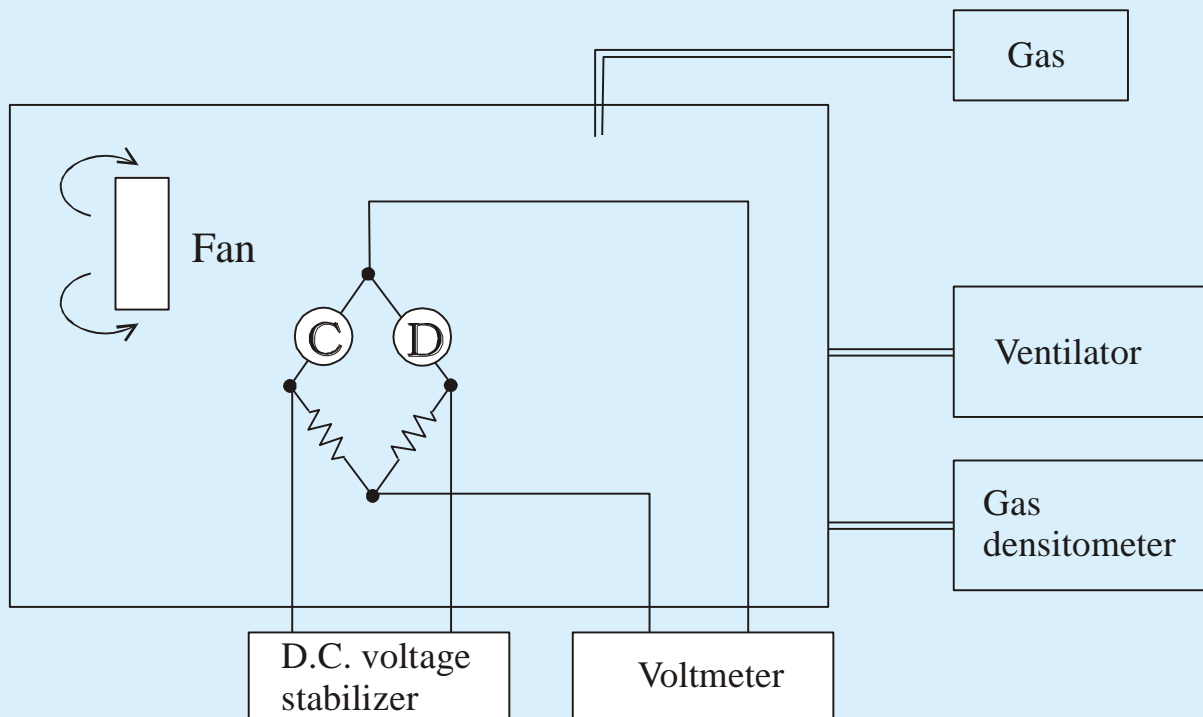 Gas
Fan
C
D
Ventilator
Gas
densitometer
D.C. voltage
stabilizer
Voltmeter